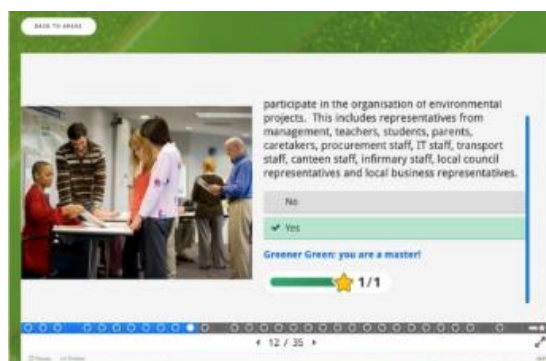 BACK TO AREAS
participate in the organisation of environmental
projects. This includes representatives from
management, teachers, students, parents,
caretakers, procurement staff, IT staff, transport
staff, canteen staff, infirmary staff, local council
representatives and local business representatives.
No
Yes
Greener Green: you are a master!
1/1
12 / 35